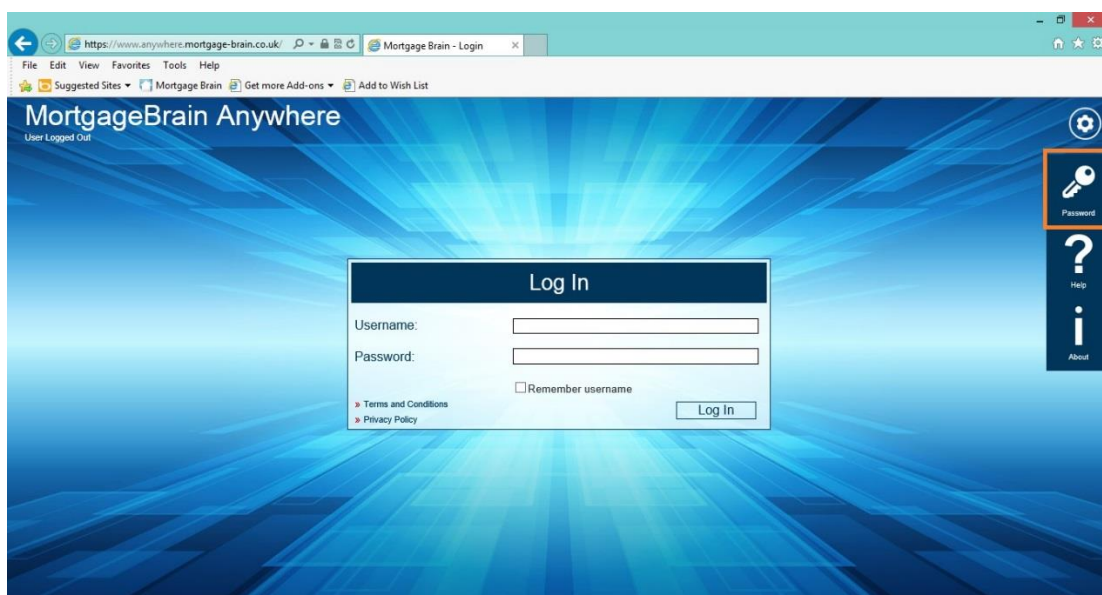 https://www.anywhere.mortgage-brain.co.uk/
Mortgage Brain - Login
File Edit View Favorites Tools Help
Suggested Sites Mortgage Brain Get more Add-ons Add to Wish List
MortgageBrain Anywhere
User Logged Out
Password
Help
About
Log In
Username:
Password:
Remember username
» Terms and Conditions
» Privacy Policy
Log In